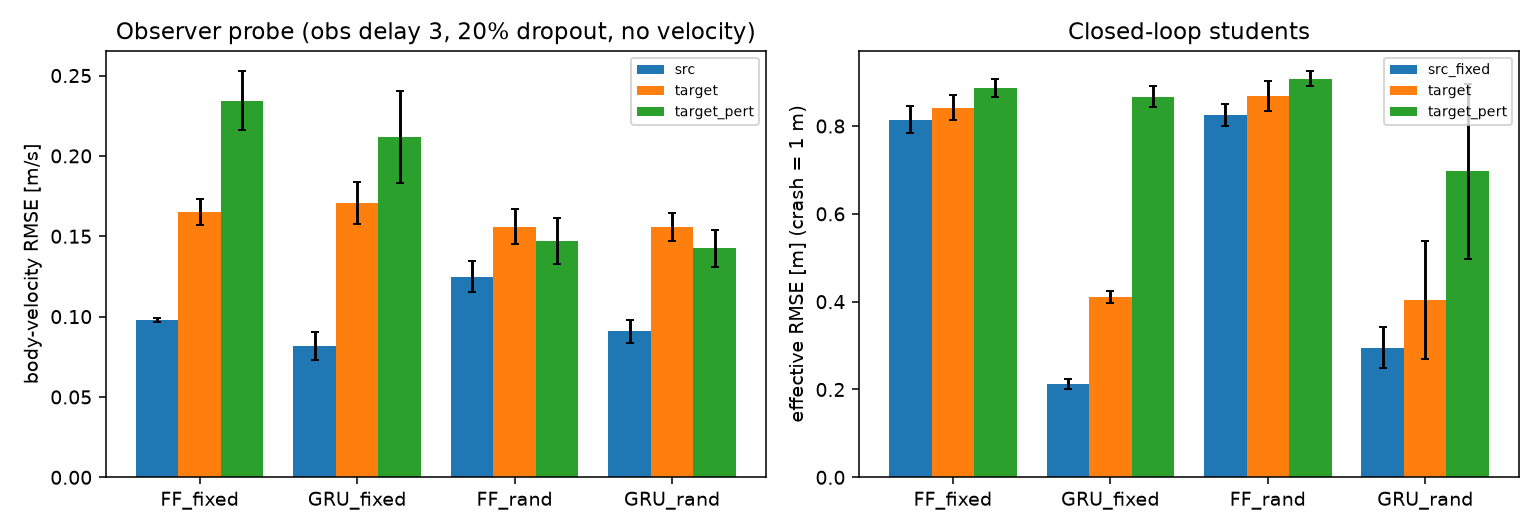 Observer probe (obs delay 3, 20% dropout, no velocity)
body-velocity RMSE [m/s]
0.25
0.20
0.15
0.10
0.05
0.00
src
target
target_pert
FF_fixed
GRU_fixed
FF_rand
GRU_rand
Closed-loop students
effective RMSE [m] (crash = 1 m)
0.8
0.6
0.4
0.2
0.0
src_fixed
target
target_pert
FF_fixed
GRU_fixed
FF_rand
GRU_rand